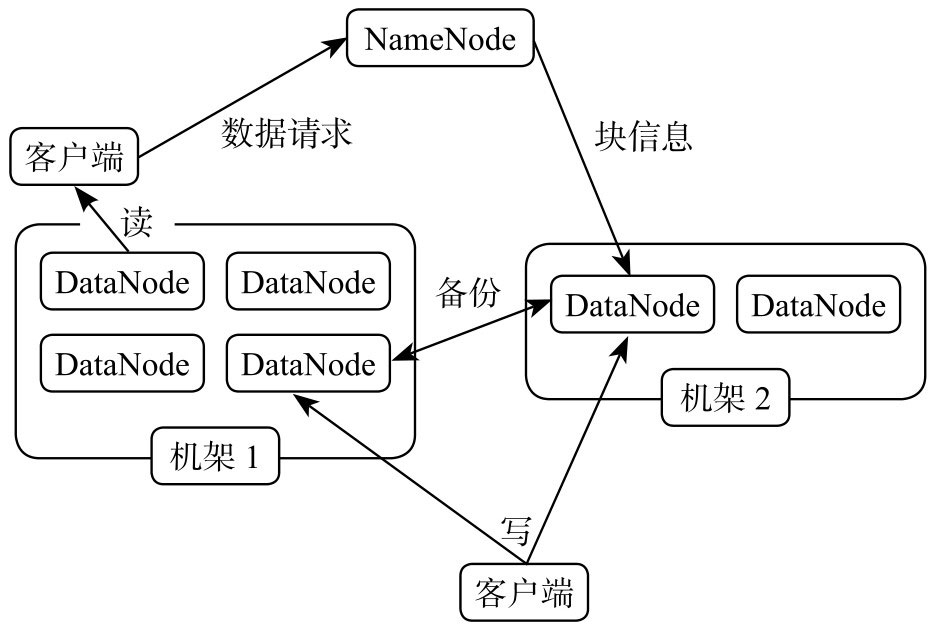 NameNode
数据请求
块信息
客户端
读
DataNode
DataNode
备份
DataNode
DataNode
DataNode
DataNode
机架 2
机架 1
写
客户端